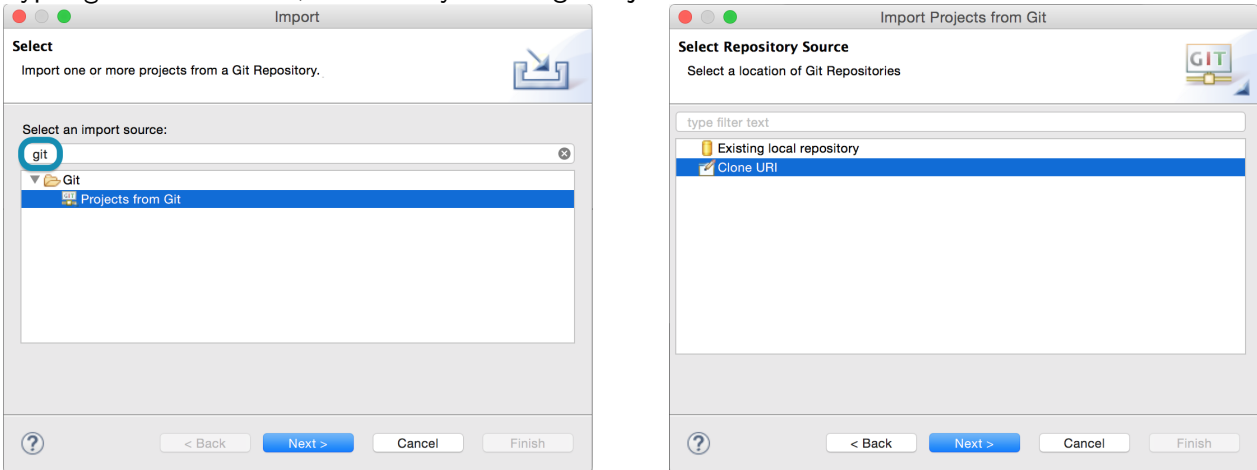 Import
Select
Import one or more projects from a Git Repository.
Select an import source:
git
Git
GIT
Projects from Git
?
< Back
Next >
Cancel
Finish
Import Projects from Git
Select Repository Source
Select a location of Git Repositories
GIT
type filter text
Existing local repository
Clone URI
?
< Back
Next >
Cancel
Finish